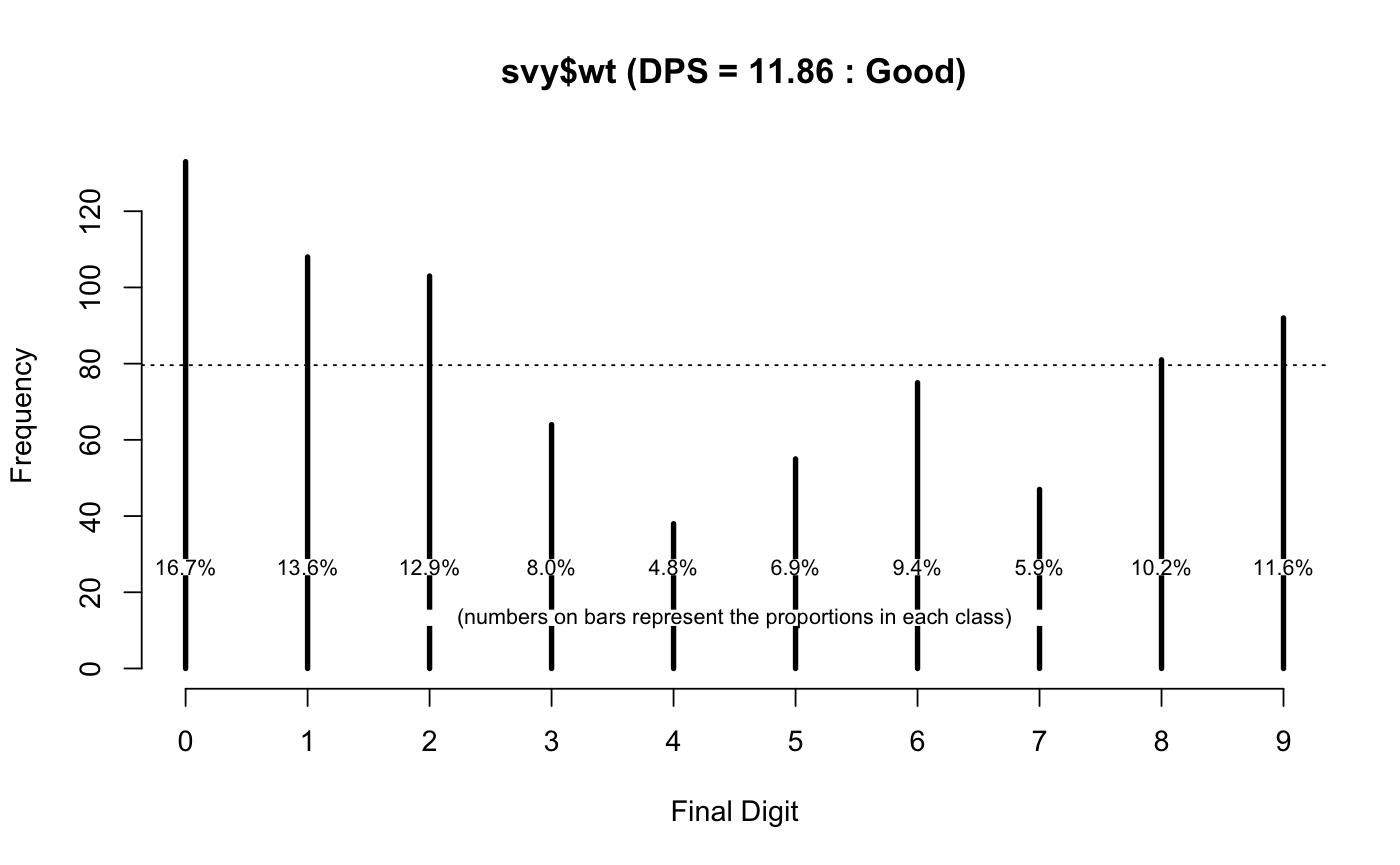 svy$wt (DPS = 11.86 : Good)
Frequency
120
100
80
60
40
20
0
16.7% 13.6% 12.9% 8.0% 4.8% 6.9% 9.4% 5.9% 10.2% 11.6%
(numbers on bars represent the proportions in each class)
0 1 2 3 4 5 6 7 8 9
Final Digit